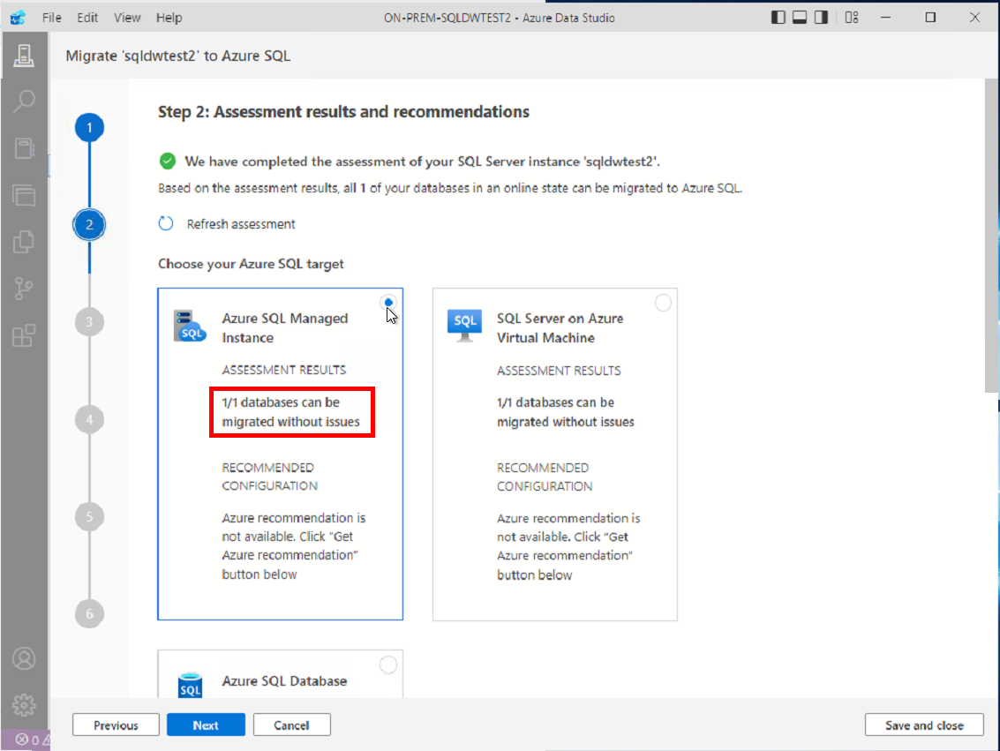 File Edit View Help
ON-PREM-SQLDWTEST2 - Azure Data Studio
Migrate 'sqldwtest2' to Azure SQL
1
2
3
4
5
6
Step 2: Assessment results and recommendations
We have completed the assessment of your SQL Server instance 'sqldwtest2'.
Based on the assessment results, all 1 of your databases in an online state can be migrated to Azure SQL.
Refresh assessment
Choose your Azure SQL target
SQL
Azure SQL Managed
Instance
ASSESSMENT RESULTS
1/1 databases can be
migrated without issues
RECOMMENDED
CONFIGURATION
Azure recommendation is
not available. Click "Get
Azure recommendation"
button below
SQL
SQL Server on Azure
Virtual Machine
ASSESSMENT RESULTS
1/1 databases can be
migrated without issues
RECOMMENDED
CONFIGURATION
Azure recommendation is
not available. Click "Get
Azure recommendation"
button below
SQL
Azure SQL Database
Previous
Next
Cancel
Save and close
0